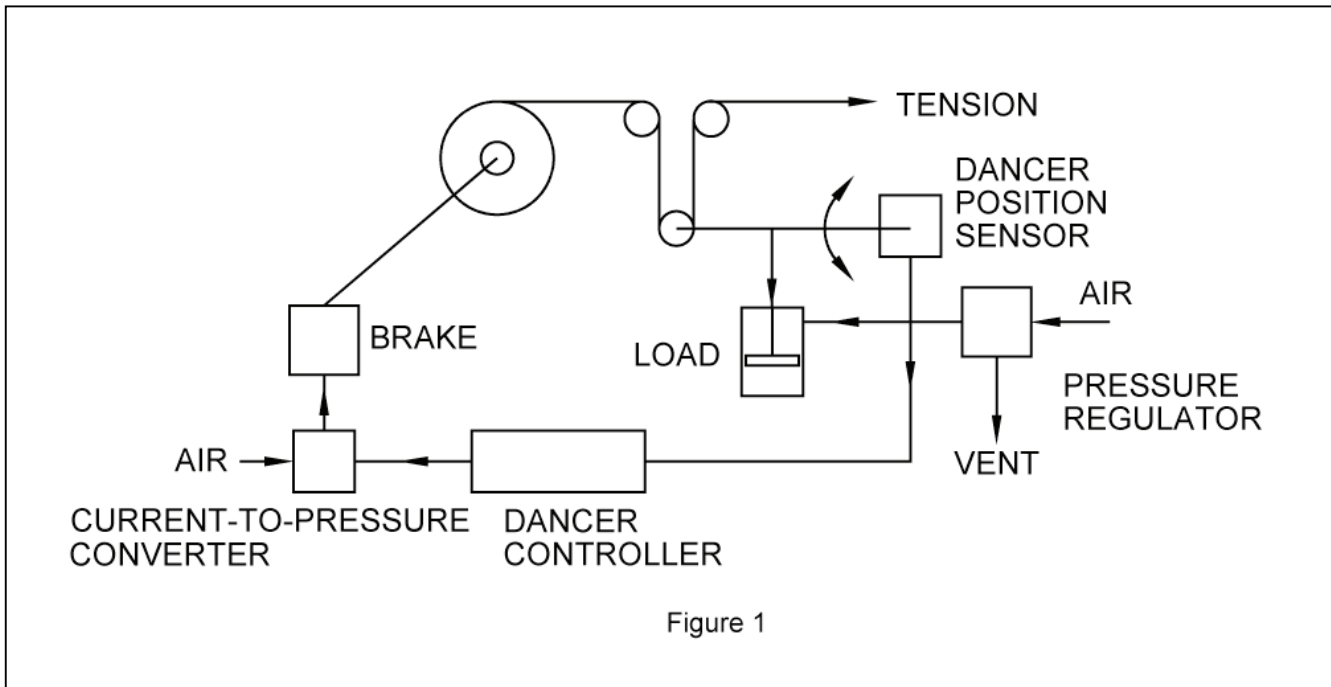 TENSION
DANCER
POSITION
SENSOR
BRAKE
LOAD
AIR
PRESSURE
REGULATOR
VENT
AIR
CURRENT-TO-PRESSURE
CONVERTER
DANCER
CONTROLLER
Figure 1